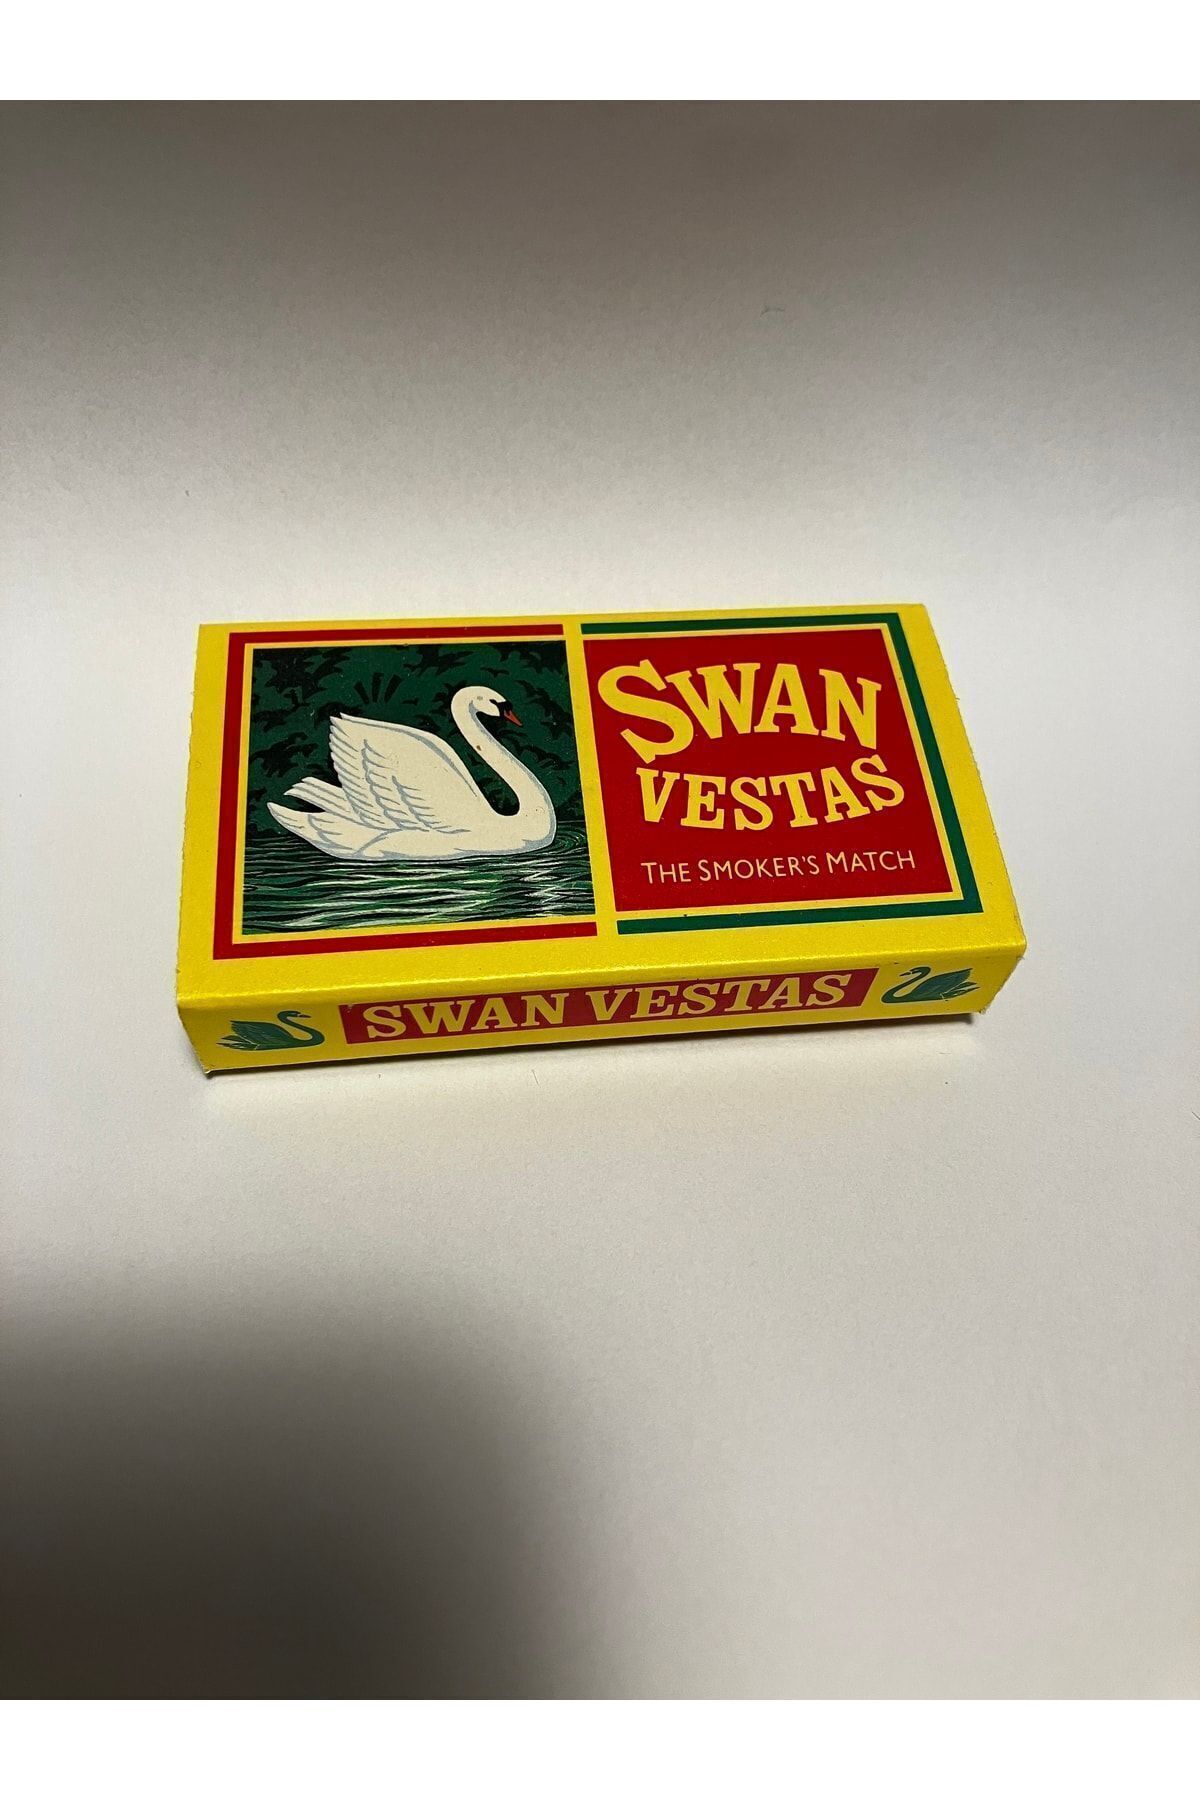 SWAN
VESTAS
THE SMOKER'S MATCH
SWAN VESTAS